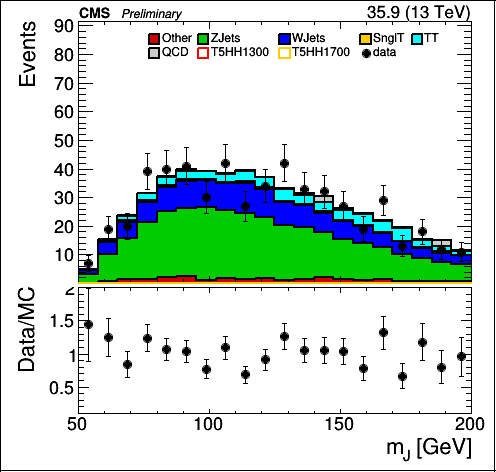 CMS Preliminary 35.9 (13 TeV)
Events
Other ZJets WJets SnglT TT
QCD T5HH1300 T5HH1700 data
90
80
70
60
50
40
30
20
10
Data/MC
2
1.5
1
0.5
50 100 150 200
m_J [GeV]